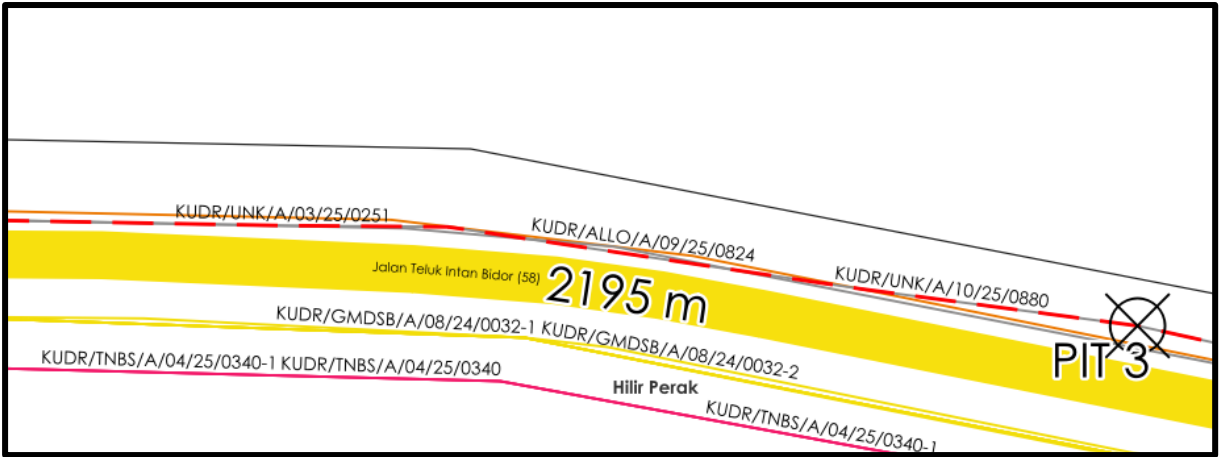 KUDR/UNK/A/03/25/0251
KUDR/ALLO/A/09/25/0824
KUDR/UNK/A/10/25/0880
Jalan Teluk Intan Bidor (58)
2195 m
KUDR/GMDSB/A/08/24/0032-1
KUDR/GMDSB/A/08/24/0032-2
PIT 3
KUDR/TNBS/A/04/25/0340-1
KUDR/TNBS/A/04/25/0340
Hilir Perak
KUDR/TNBS/A/04/25/0340-1